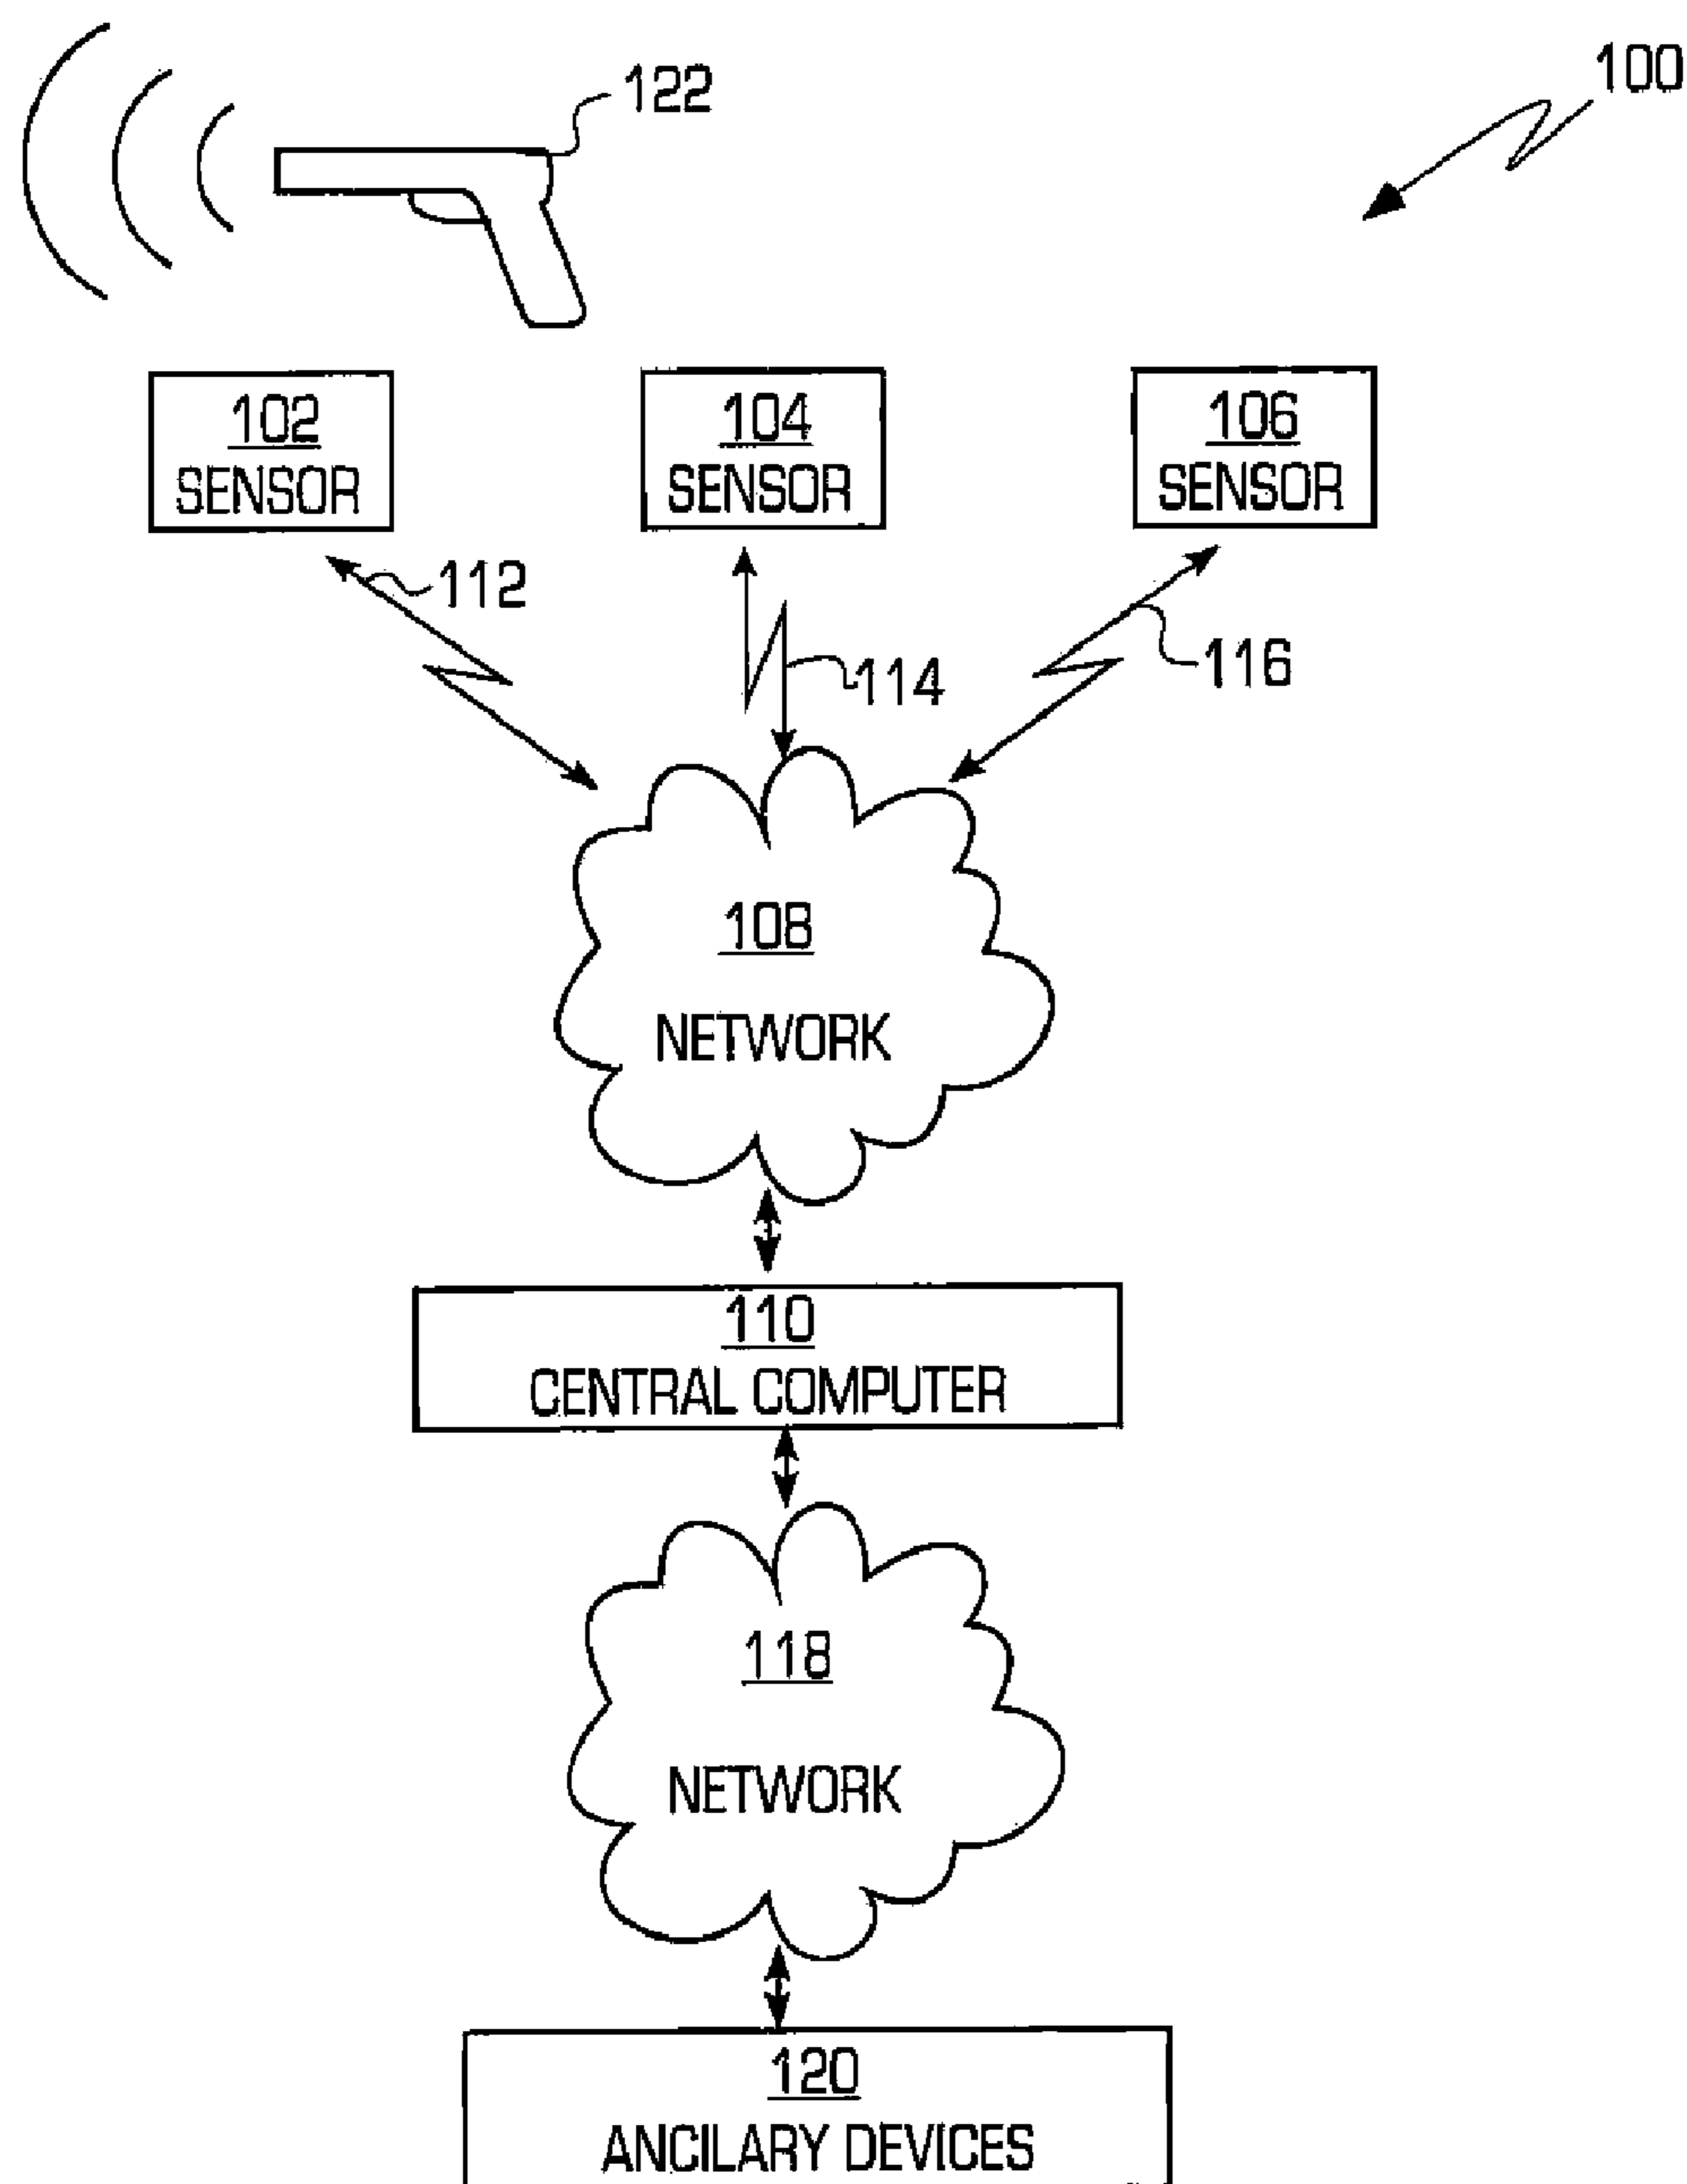 100
122
102
SENSOR
104
SENSOR
106
SENSOR
112
114
116
108
NETWORK
110
CENTRAL COMPUTER
118
NETWORK
120
ANCILARY DEVICES